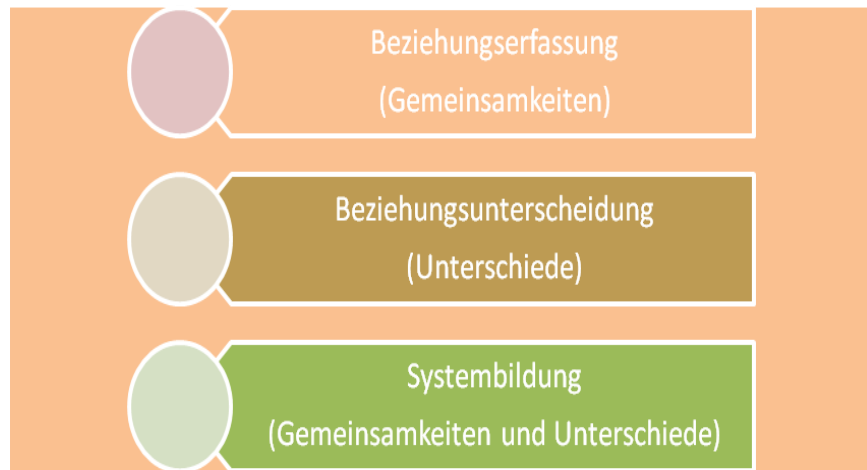 Beziehungserfassung
(Gemeinsamkeiten)
Beziehungsunterscheidung
(Unterschiede)
Systembildung
(Gemeinsamkeiten und Unterschiede)